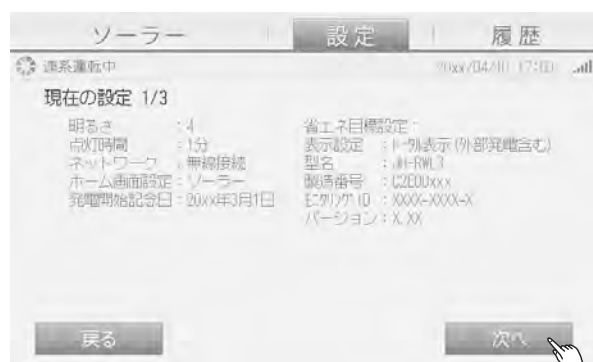 ソーラー 設定 履歴
連系運転中 20xx/04/10 17:00
現在の設定 1/3
明るさ :4
点灯時間 :1分
ネットワーク :無線接続
ホーム画面設定:ソーラー
発電開始記念日:20xx年3月1日
省エネ目標設定:
表示設定 :トータル表示(外部発電含む)
型名 :JH-RWL3
製造番号 :C2E00xxx
モニタリングID :XXXX-XXXX-X
バージョン :X.XX
戻る 次へ